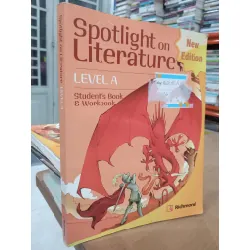 Spotlight on
Literature
New
Edition
LEVEL A
Student's Book
& Workbook
Richmond